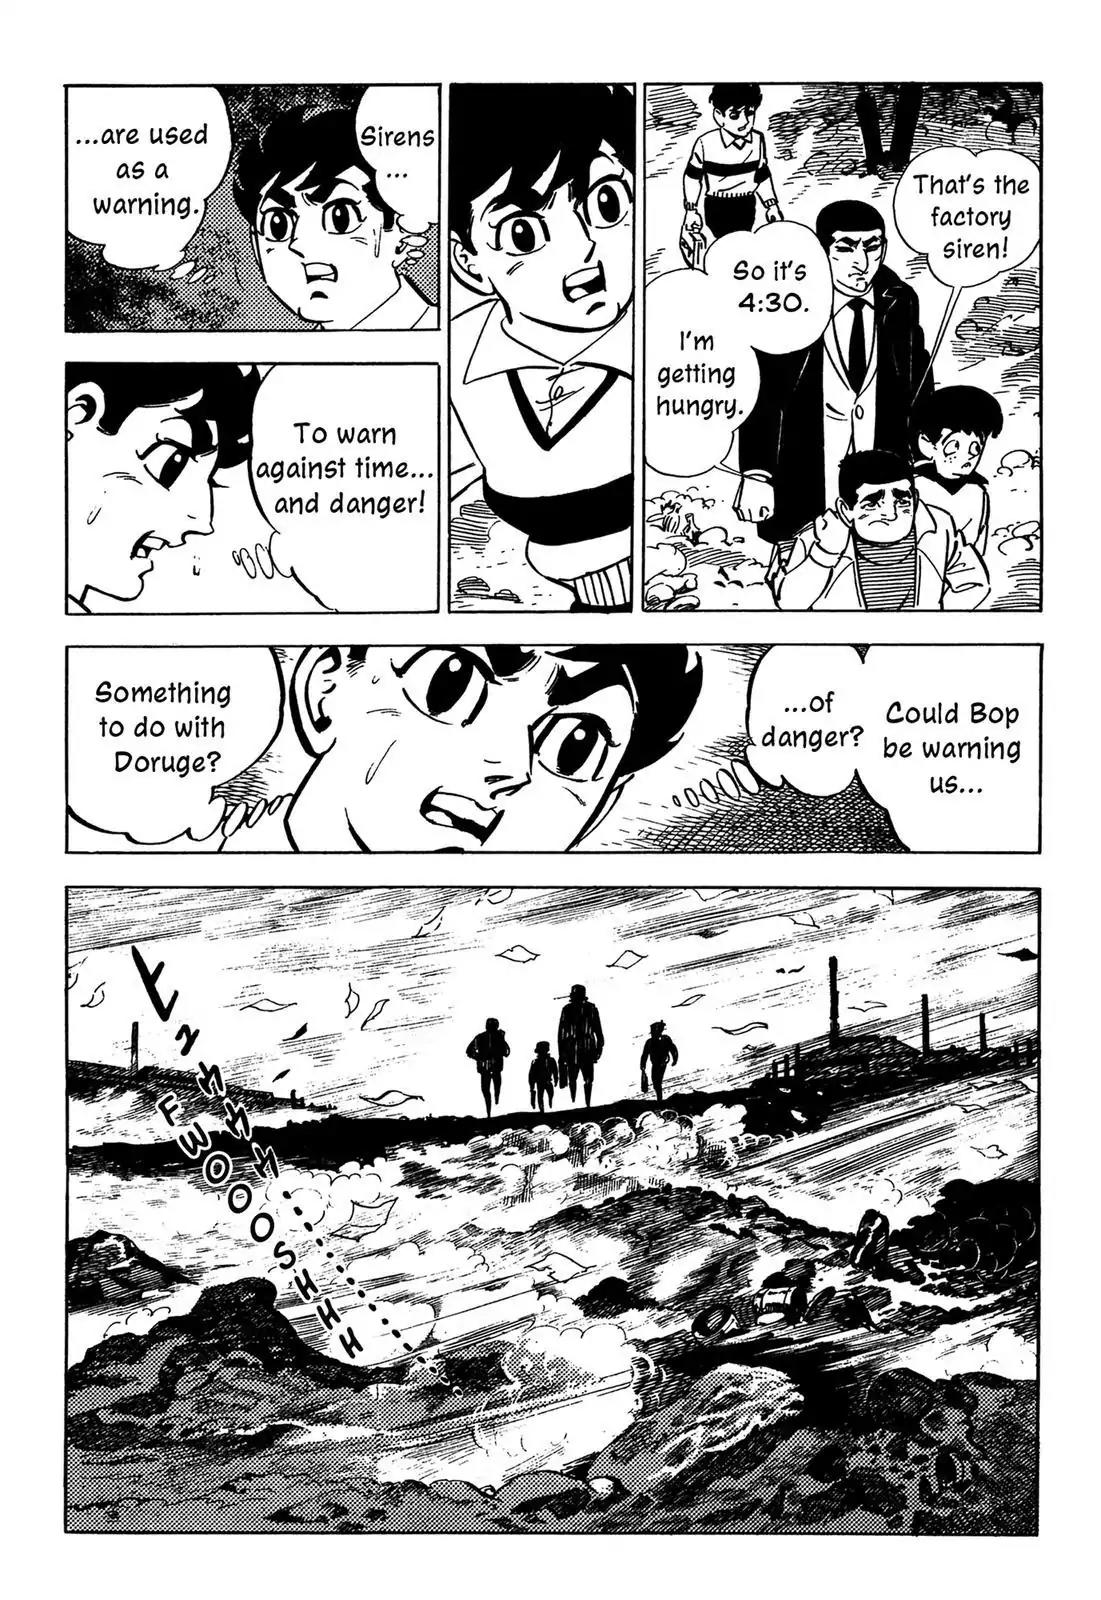 That's the
factory
siren!
So it's
4:30.
I'm
getting
hungry.
Sirens
...
...are used
as a
warning.
To warn
against time...
and danger!
Could Bop
be warning
us...
...of
danger?
Something
to do with
Doruge?
FWOOOSHHHH